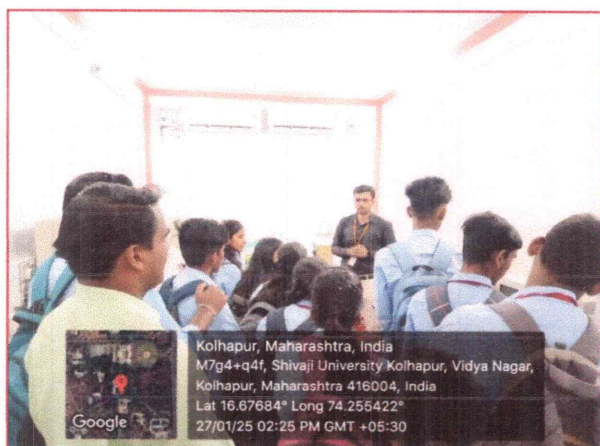 Google
Kolhapur, Maharashtra, India
M7g4+q4f, Shivaji University Kolhapur, Vidya Nagar,
Kolhapur, Maharashtra 416004, India
Lat 16.67684° Long 74.255422°
27/01/25 02:25 PM GMT +05:30